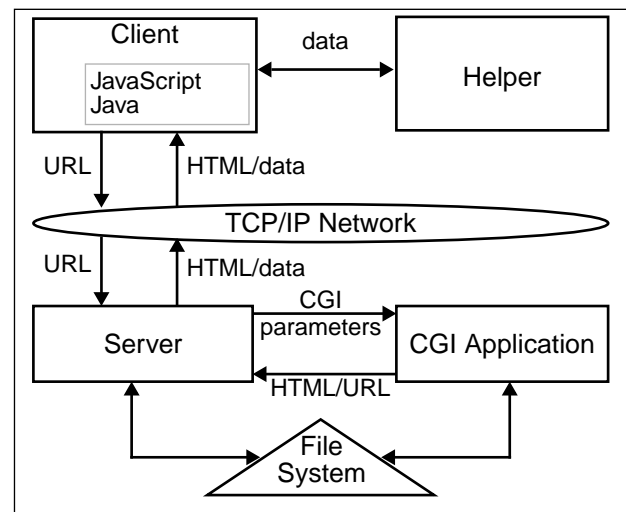 Client
data
Helper
JavaScript
Java
URL
HTML/data
TCP/IP Network
URL
HTML/data
CGI
parameters
Server
CGI Application
HTML/URL
File
System